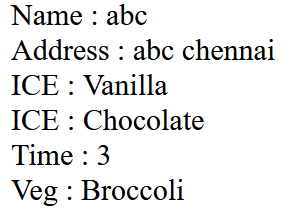 Name : abc
Address : abc chennai
ICE : Vanilla
ICE : Chocolate
Time : 3
Veg : Broccoli